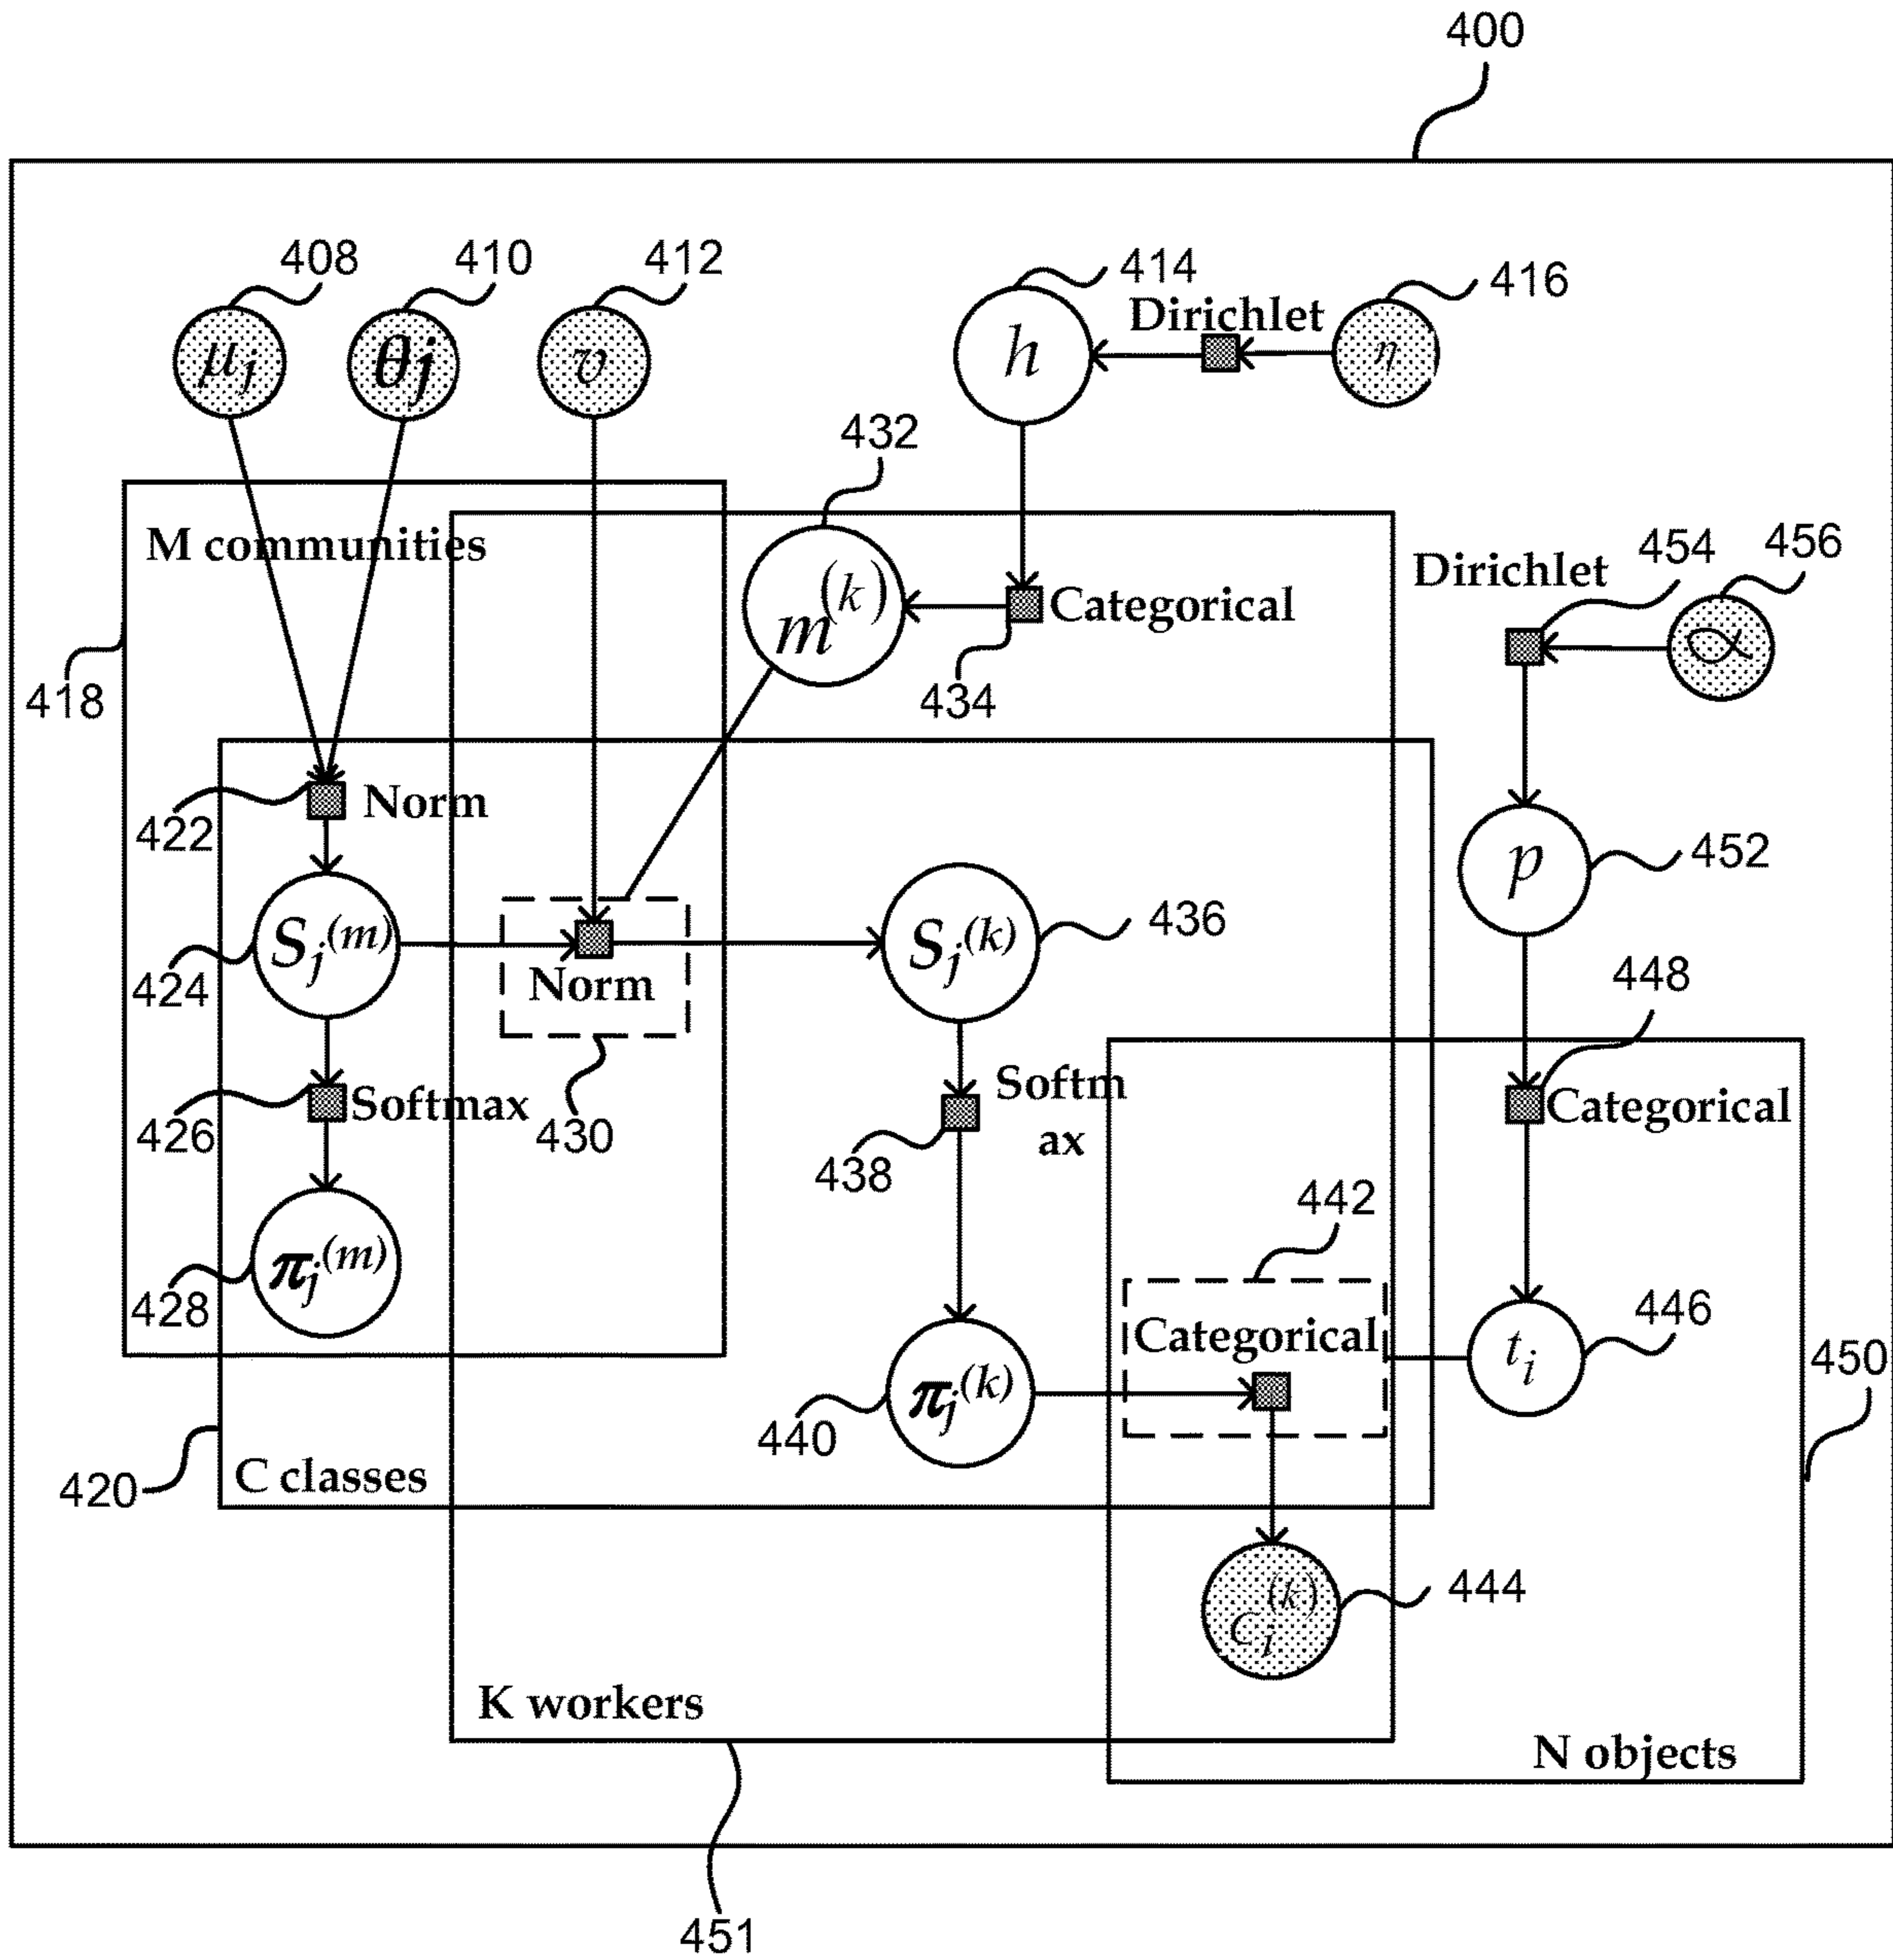 400
408
410
412
414
416
Dirichlet
μj
θj
v
h
η
432
M communities
m(k)
Categorical
434
Dirichlet
454
456
α
418
422
Norm
p
452
Sj(m)
424
Norm
430
Sj(k)
436
448
Categorical
426
Softmax
Softm
ax
438
442
πj(m)
428
Categorical
ti
446
450
πj(k)
440
420
C classes
ci(k)
444
K workers
N objects
451